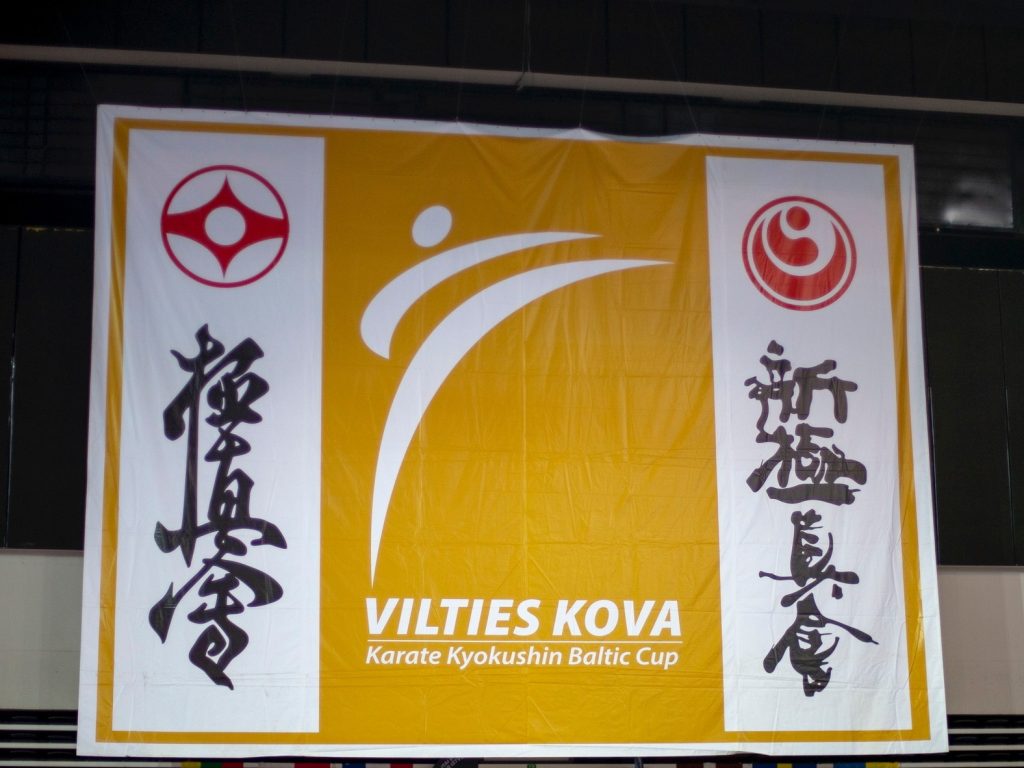 極真會
VILTIES KOVA
Karate Kyokushin Baltic Cup
新極真會